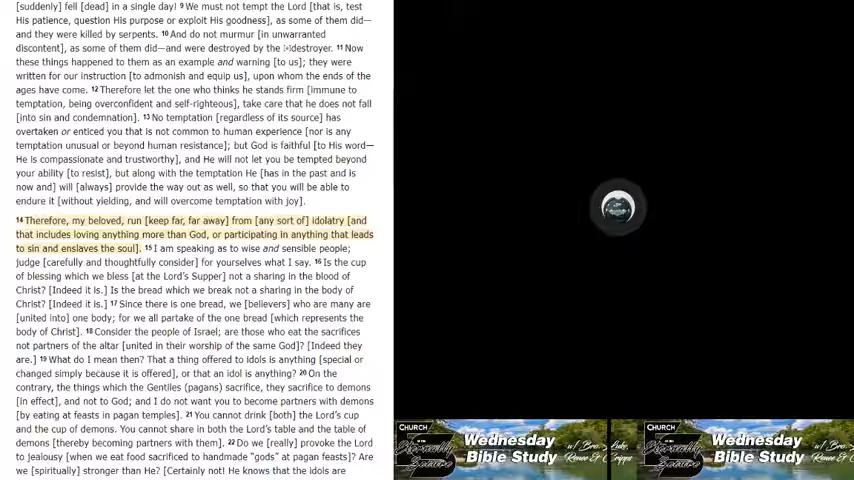 [suddenly] fell [dead] in a single day! 9 We must not tempt the Lord [that is, test
His patience, question His purpose or exploit His goodness], as some of them did—
and they were killed by serpents. 10 And do not murmur [in unwarranted
discontent], as some of them did—and were destroyed by the destroyer. 11 Now
these things happened to them as an example and warning [to us]; they were
written for our instruction [to admonish and equip us], upon whom the ends of the
ages have come. 12 Therefore let the one who thinks he stands firm [immune to
temptation, being overconfident and self-righteous], take care that he does not fall
[into sin and condemnation]. 13 No temptation [regardless of its source] has
overtaken or enticed you that is not common to human experience [nor is any
temptation unusual or beyond human resistance]; but God is faithful [to His word—
He is compassionate and trustworthy], and He will not let you be tempted beyond
your ability [to resist], but along with the temptation He [has in the past and is
now and] will [always] provide the way out as well, so that you will be able to
endure it [without yielding, and will overcome temptation with joy].
14 Therefore, my beloved, run [keep far, far away] from [any sort of] idolatry [and
that includes loving anything more than God, or participating in anything that leads
to sin and enslaves the soul]. 15 I am speaking as to wise and sensible people;
judge [carefully and thoughtfully consider] for yourselves what I say. 16 Is the cup
of blessing which we bless [at the Lord's Supper] not a sharing in the blood of
Christ? [Indeed it is.] Is the bread which we break not a sharing in the body of
Christ? [Indeed it is.] 17 Since there is one bread, we [believers] who are many are
[united into] one body; for we all partake of the one bread [which represents the
body of Christ]. 18 Consider the people of Israel; are those who eat the sacrifices
not partners of the altar [united in their worship of the same God]? [Indeed they
are.] 19 What do I mean then? That a thing offered to idols is anything [special or
changed simply because it is offered], or that an idol is anything? 20 On the
contrary, the things which the Gentiles (pagans) sacrifice, they sacrifice to demons
[in effect], and not to God; and I do not want you to become partners with demons
[by eating at feasts in pagan temples]. 21 You cannot drink [both] the Lord's cup
and the cup of demons. You cannot share in both the Lord's table and the table of
demons [thereby becoming partners with them]. 22 Do we [really] provoke the Lord
to jealousy [when we eat food sacrificed to handmade "gods" at pagan feasts]? Are
we [spiritually] stronger than He? [Certainly not! He knows that the idols are
CHURCH
Eternally
Secure
Wednesday
Bible Study
w/ Bro.
Renee & C
Luke,
Cripps
CHURCH
Eternally
Secure
Wednesday
Bible Study
w/ Bro.
Renee & C